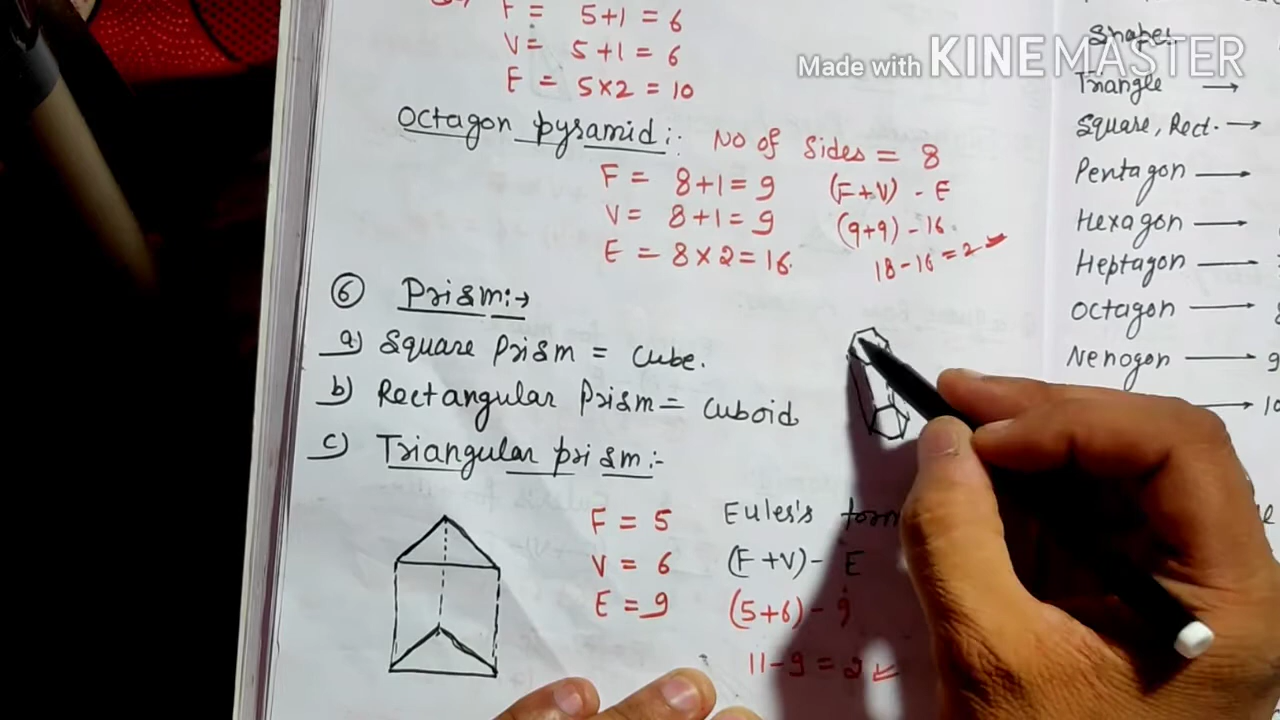 F = 5+1 = 6
V = 5+1 = 6
E = 5×2 = 10
Octagon pyramid:- No of Sides = 8
F = 8+1 = 9 (F+V) - E
V = 8+1 = 9 (9+9) - 16.
E = 8×2 = 16. 18-16 = 2
⑥ Prism:→
a) Square Prism = Cube.
b) Rectangular Prism = Cuboid
c) Triangular prism:-
F = 5 Eules's
V = 6 (F+V) - E
E = 9 (5+6) - 9
11-9 = 2
Shapes
Triangle →
Square, Rect. →
Pentagon →
Hexagon →
Heptagon →
Octagon →
Nenogon → 9
→ 10
Made with KINEMASTER